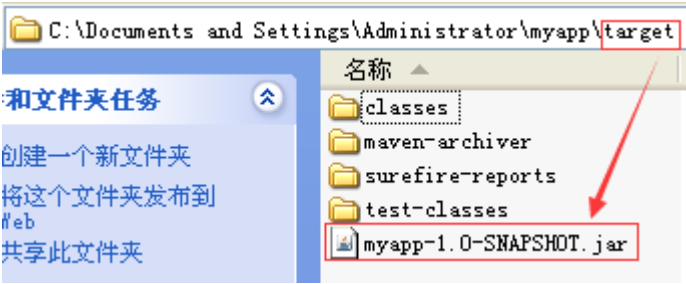 C:\Documents and Settings\Administrator\myapp\target
名称
和文件夹任务
创建一个新文件夹
将这个文件夹发布到
Web
共享此文件夹
classes
maven-archiver
surefire-reports
test-classes
myapp-1.0-SNAPSHOT.jar